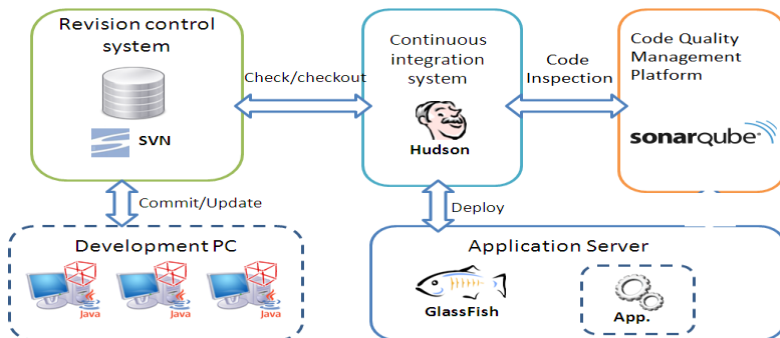 Revision control
system
SVN
Check/checkout
Continuous
integration
system
Hudson
Code
Inspection
Code Quality
Management
Platform
sonarqube
Commit/Update
Deploy
Development PC
Java
Java
Java
Application Server
GlassFish
App.